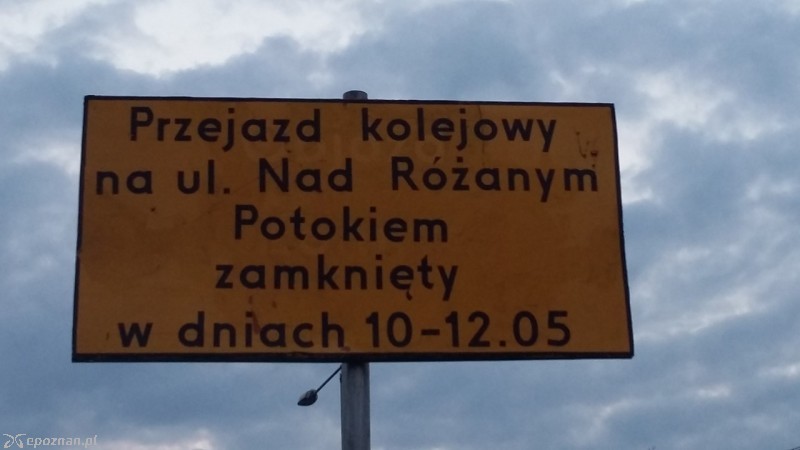 Przejazd kolejowy
na ul. Nad Różanym
Potokiem
zamknięty
w dniach 10-12.05
epoznan.pl